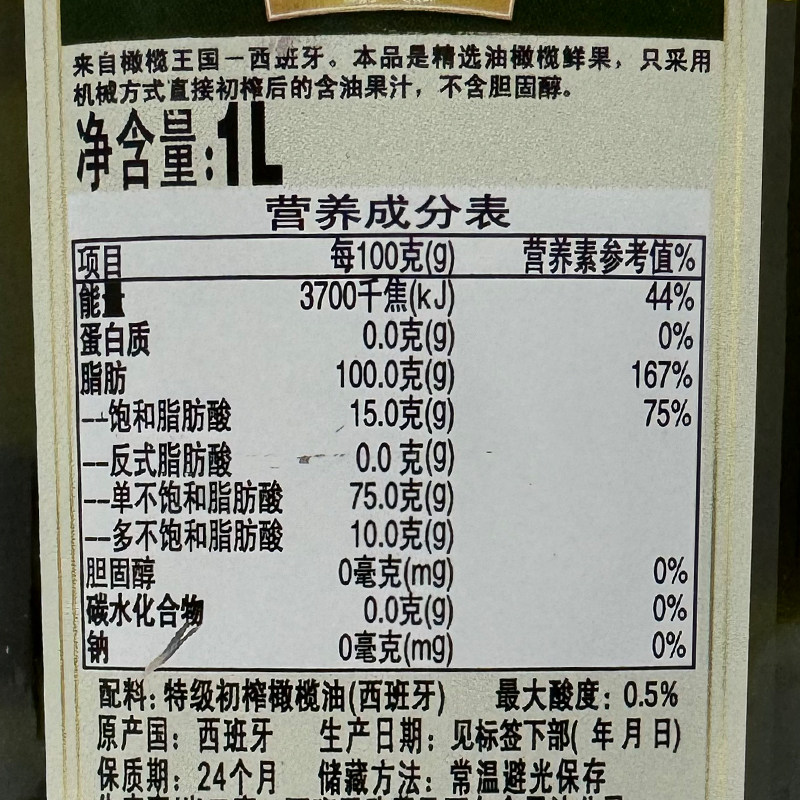 来自橄榄王国－西班牙。本品是精选油橄榄鲜果，只采用
机械方式直接初榨后的含油果汁，不含胆固醇。
净含量:1L
营养成分表
项目 每100克(g) 营养素参考值%
能量 3700千焦(kJ) 44%
蛋白质 0.0克(g) 0%
脂肪 100.0克(g) 167%
--饱和脂肪酸 15.0克(g) 75%
--反式脂肪酸 0.0 克(g)
--单不饱和脂肪酸 75.0克(g)
--多不饱和脂肪酸 10.0克(g)
胆固醇 0毫克(mg) 0%
碳水化合物 0.0克(g) 0%
钠 0毫克(mg) 0%
配料: 特级初榨橄榄油(西班牙) 最大酸度: 0.5%
原产国: 西班牙 生产日期: 见标签下部( 年 月 日)
保质期: 24个月 储藏方法: 常温避光保存